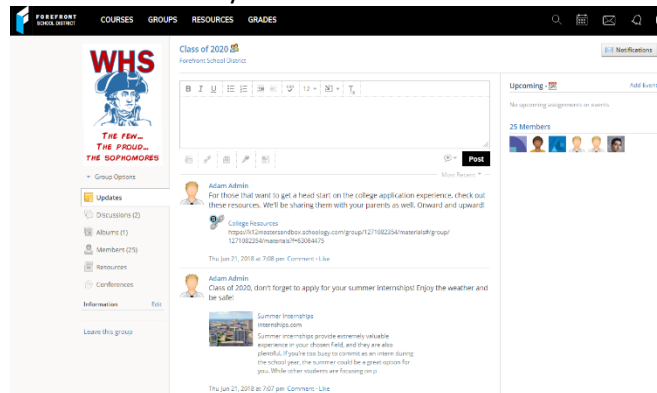 FOREFRONT
SCHOOL DISTRICT
COURSES GROUPS RESOURCES GRADES
WHS
THE FEW...
THE PROUD...
THE SOPHOMORES
Group Options
Updates
Discussions (2)
Albums (1)
Members (25)
Resources
Conferences
Information Edit
Leave this group
Class of 2020
Forefront School District
Notifications
B I U 12
Post
Most Recent
Adam Admin
For those that want to get a head start on the college application experience, check out
these resources. We'll be sharing them with your parents as well. Onward and upward!
College Resources
https://k12mastersandbox.schoology.com/group/1271082354/materials#/group/
1271082354/materials?f=63064475
Thu Jun 21, 2018 at 7:08 pm Comment · Like
Adam Admin
Class of 2020, don't forget to apply for your summer internships! Enjoy the weather and
be safe!
Summer Internships
internships.com
Summer internships provide extremely valuable
experience in your chosen field, and they are also
plentiful. If you're too busy to commit as an intern during
the school year, the summer could be a great option for
you. While other students are focusing on p
Thu Jun 21, 2018 at 7:07 pm Comment · Like
Upcoming · Add Event
No upcoming assignments or events
25 Members